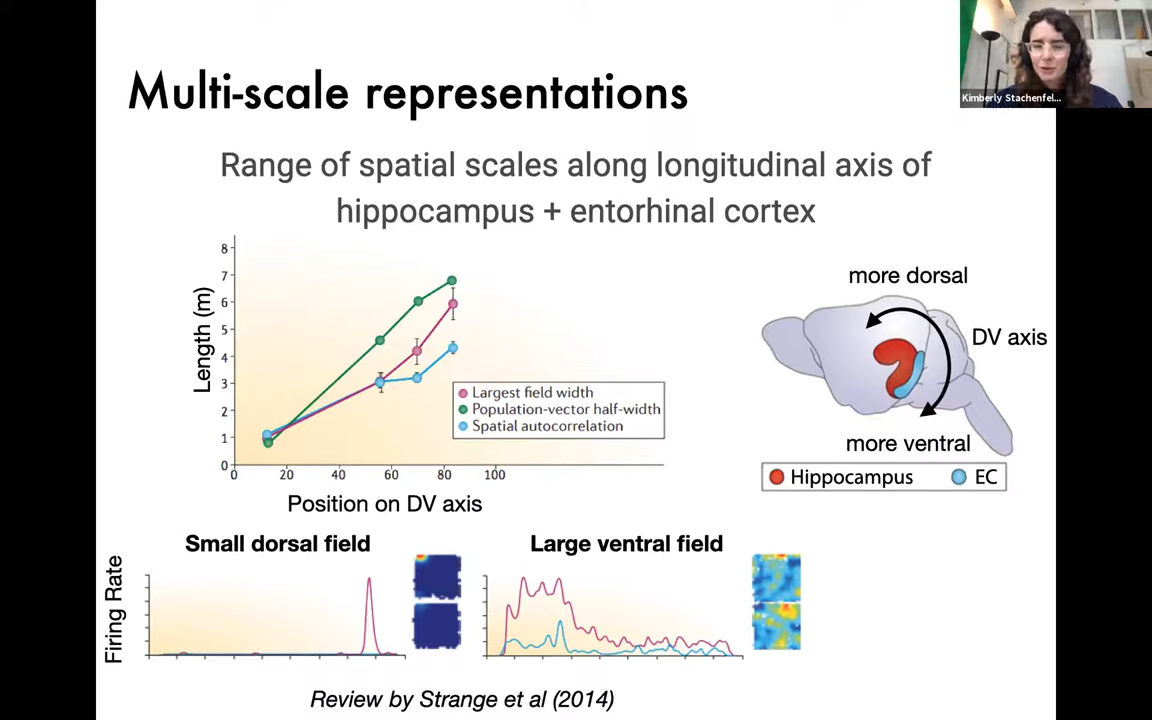 Multi-scale representations
Kimberly Stachenfel...
Range of spatial scales along longitudinal axis of
hippocampus + entorhinal cortex
Length (m)
8
7
6
5
4
3
2
1
0
0 20 40 60 80 100
Position on DV axis
Largest field width
Population-vector half-width
Spatial autocorrelation
more dorsal
DV axis
more ventral
Hippocampus EC
Small dorsal field
Large ventral field
Firing Rate
Review by Strange et al (2014)